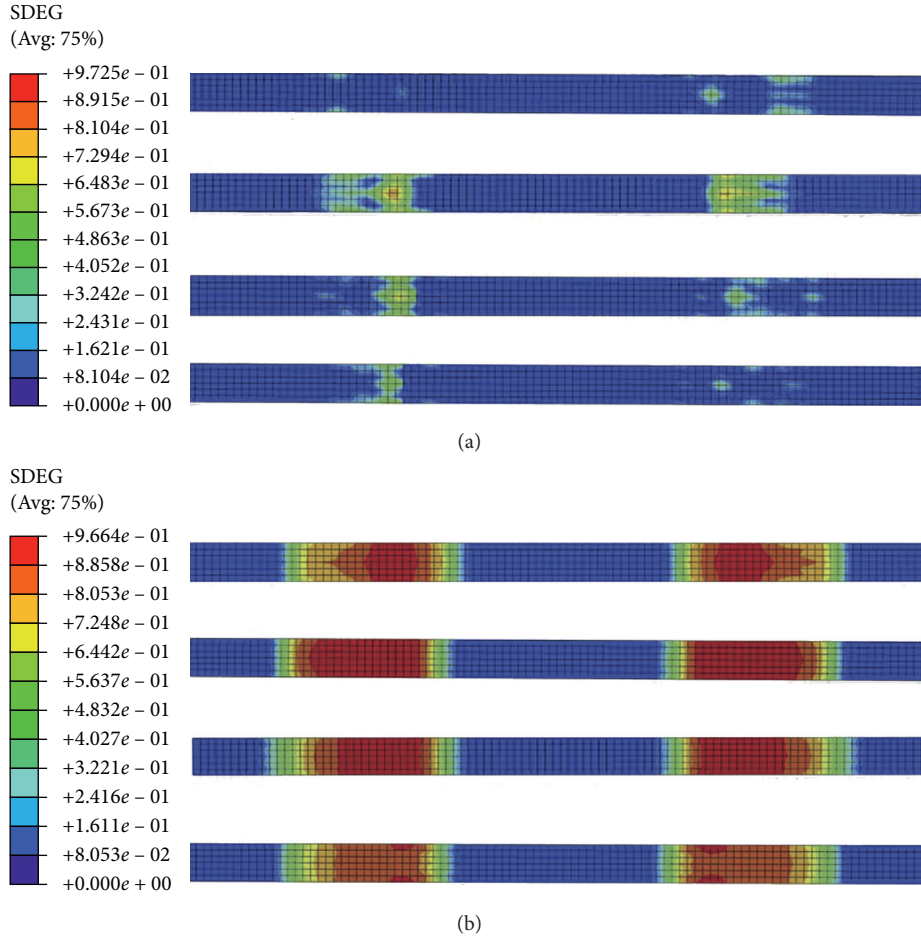 SDEG
(Avg: 75%)
+9.725e – 01
+8.915e – 01
+8.104e – 01
+7.294e – 01
+6.483e – 01
+5.673e – 01
+4.863e – 01
+4.052e – 01
+3.242e – 01
+2.431e – 01
+1.621e – 01
+8.104e – 02
+0.000e + 00
(a)
SDEG
(Avg: 75%)
+9.664e – 01
+8.858e – 01
+8.053e – 01
+7.248e – 01
+6.442e – 01
+5.637e – 01
+4.832e – 01
+4.027e – 01
+3.221e – 01
+2.416e – 01
+1.611e – 01
+8.053e – 02
+0.000e + 00
(b)